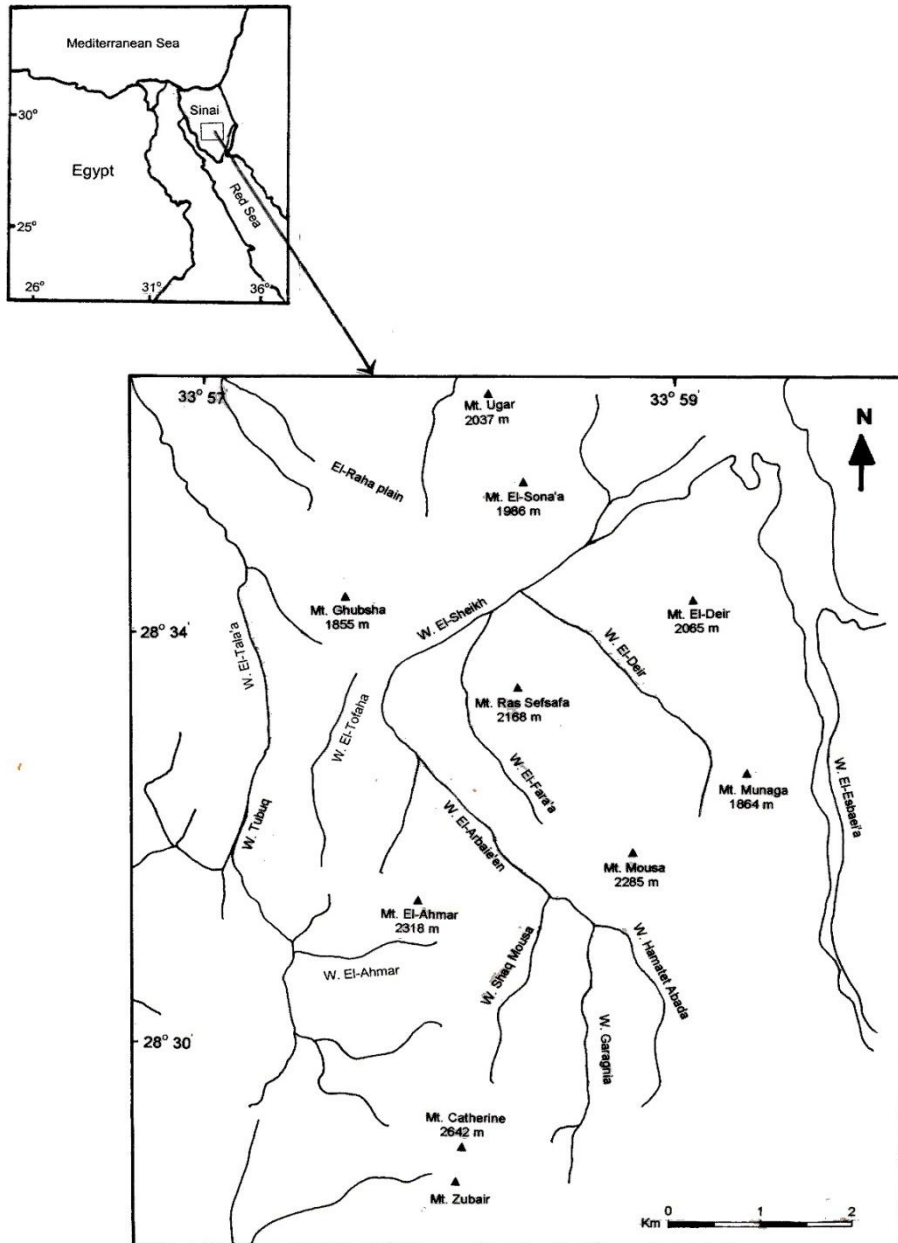 Mediterranean Sea
30°
Sinai
Egypt
Red Sea
25°
26°
31°
36°
33° 57'
33° 59'
N
Mt. Ugar
2037 m
El-Raha plain
Mt. El-Sona'a
1986 m
Mt. Ghubsha
1855 m
W. El-Sheikh
Mt. El-Deir
2065 m
28° 34'
W. El-Tala'a
W. El-Deir
W. El-Tofaha
Mt. Ras Sefsafa
2168 m
W. El-Fara'a
Mt. Munaga
1864 m
W. El-Esbaei'a
W. Tubuq
W. El-Arbaie'en
Mt. Mousa
2285 m
Mt. El-Ahmar
2318 m
W. El-Ahmar
W. Shaq Mousa
W. Hamatet Abada
W. Garagnia
28° 30'
Mt. Catherine
2642 m
Mt. Zubair
Km
0
1
2